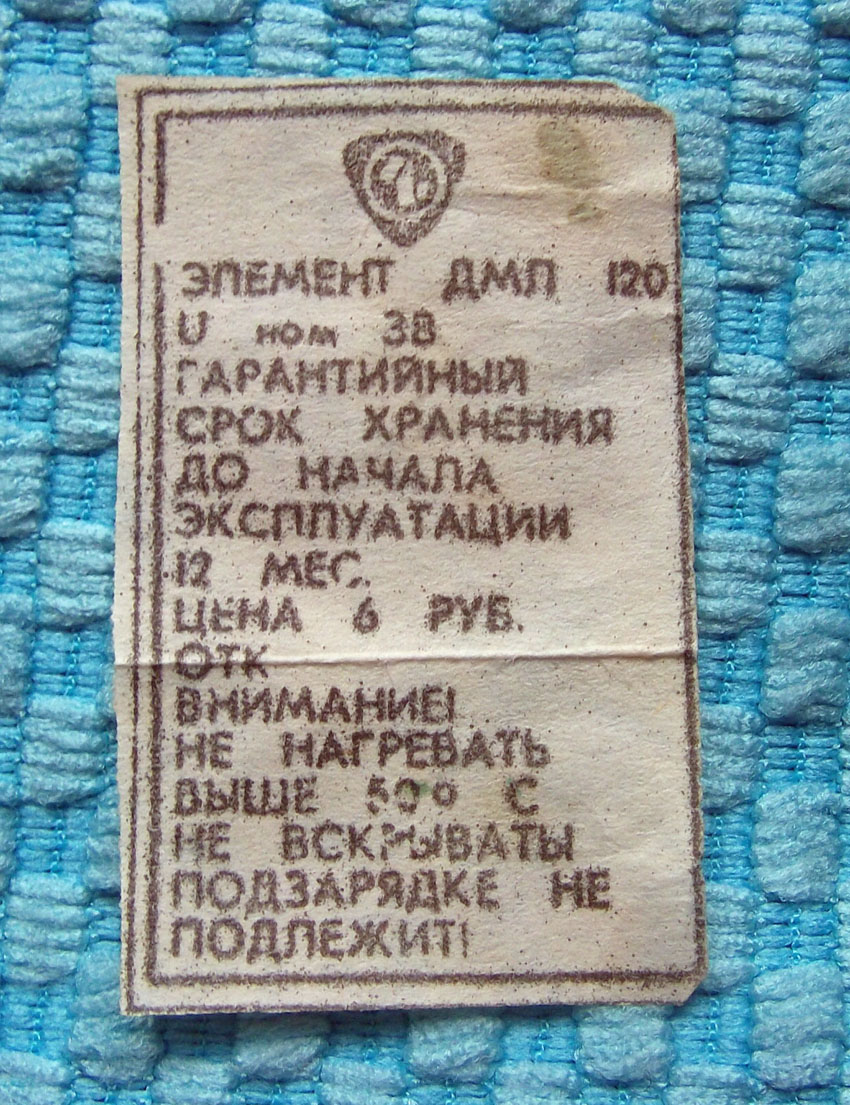 ЭЛЕМЕНТ ДМЛ 120
U ном 3В
ГАРАНТИЙНЫЙ
СРОК ХРАНЕНИЯ
ДО НАЧАЛА
ЭКСПЛУАТАЦИИ
12 МЕС.
ЦЕНА 6 РУБ.
ОТК
ВНИМАНИЕ!
НЕ НАГРЕВАТЬ
ВЫШЕ 50° С
НЕ ВСКРЫВАТЬ!
ПОДЗАРЯДКЕ НЕ
ПОДЛЕЖИТ!